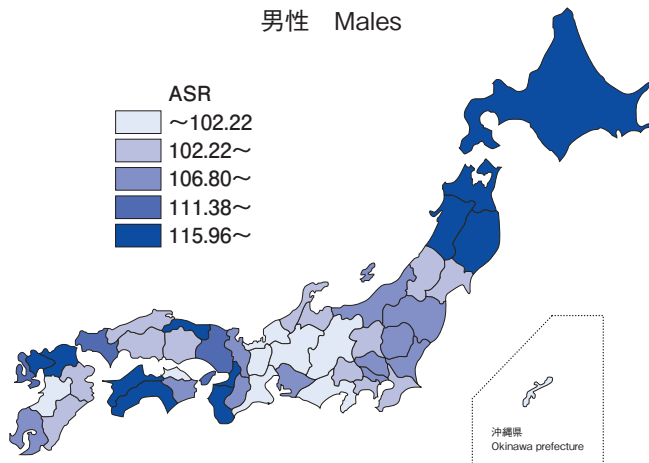 男性　Males
ASR
～102.22
102.22～
106.80～
111.38～
115.96～
沖縄県
Okinawa prefecture